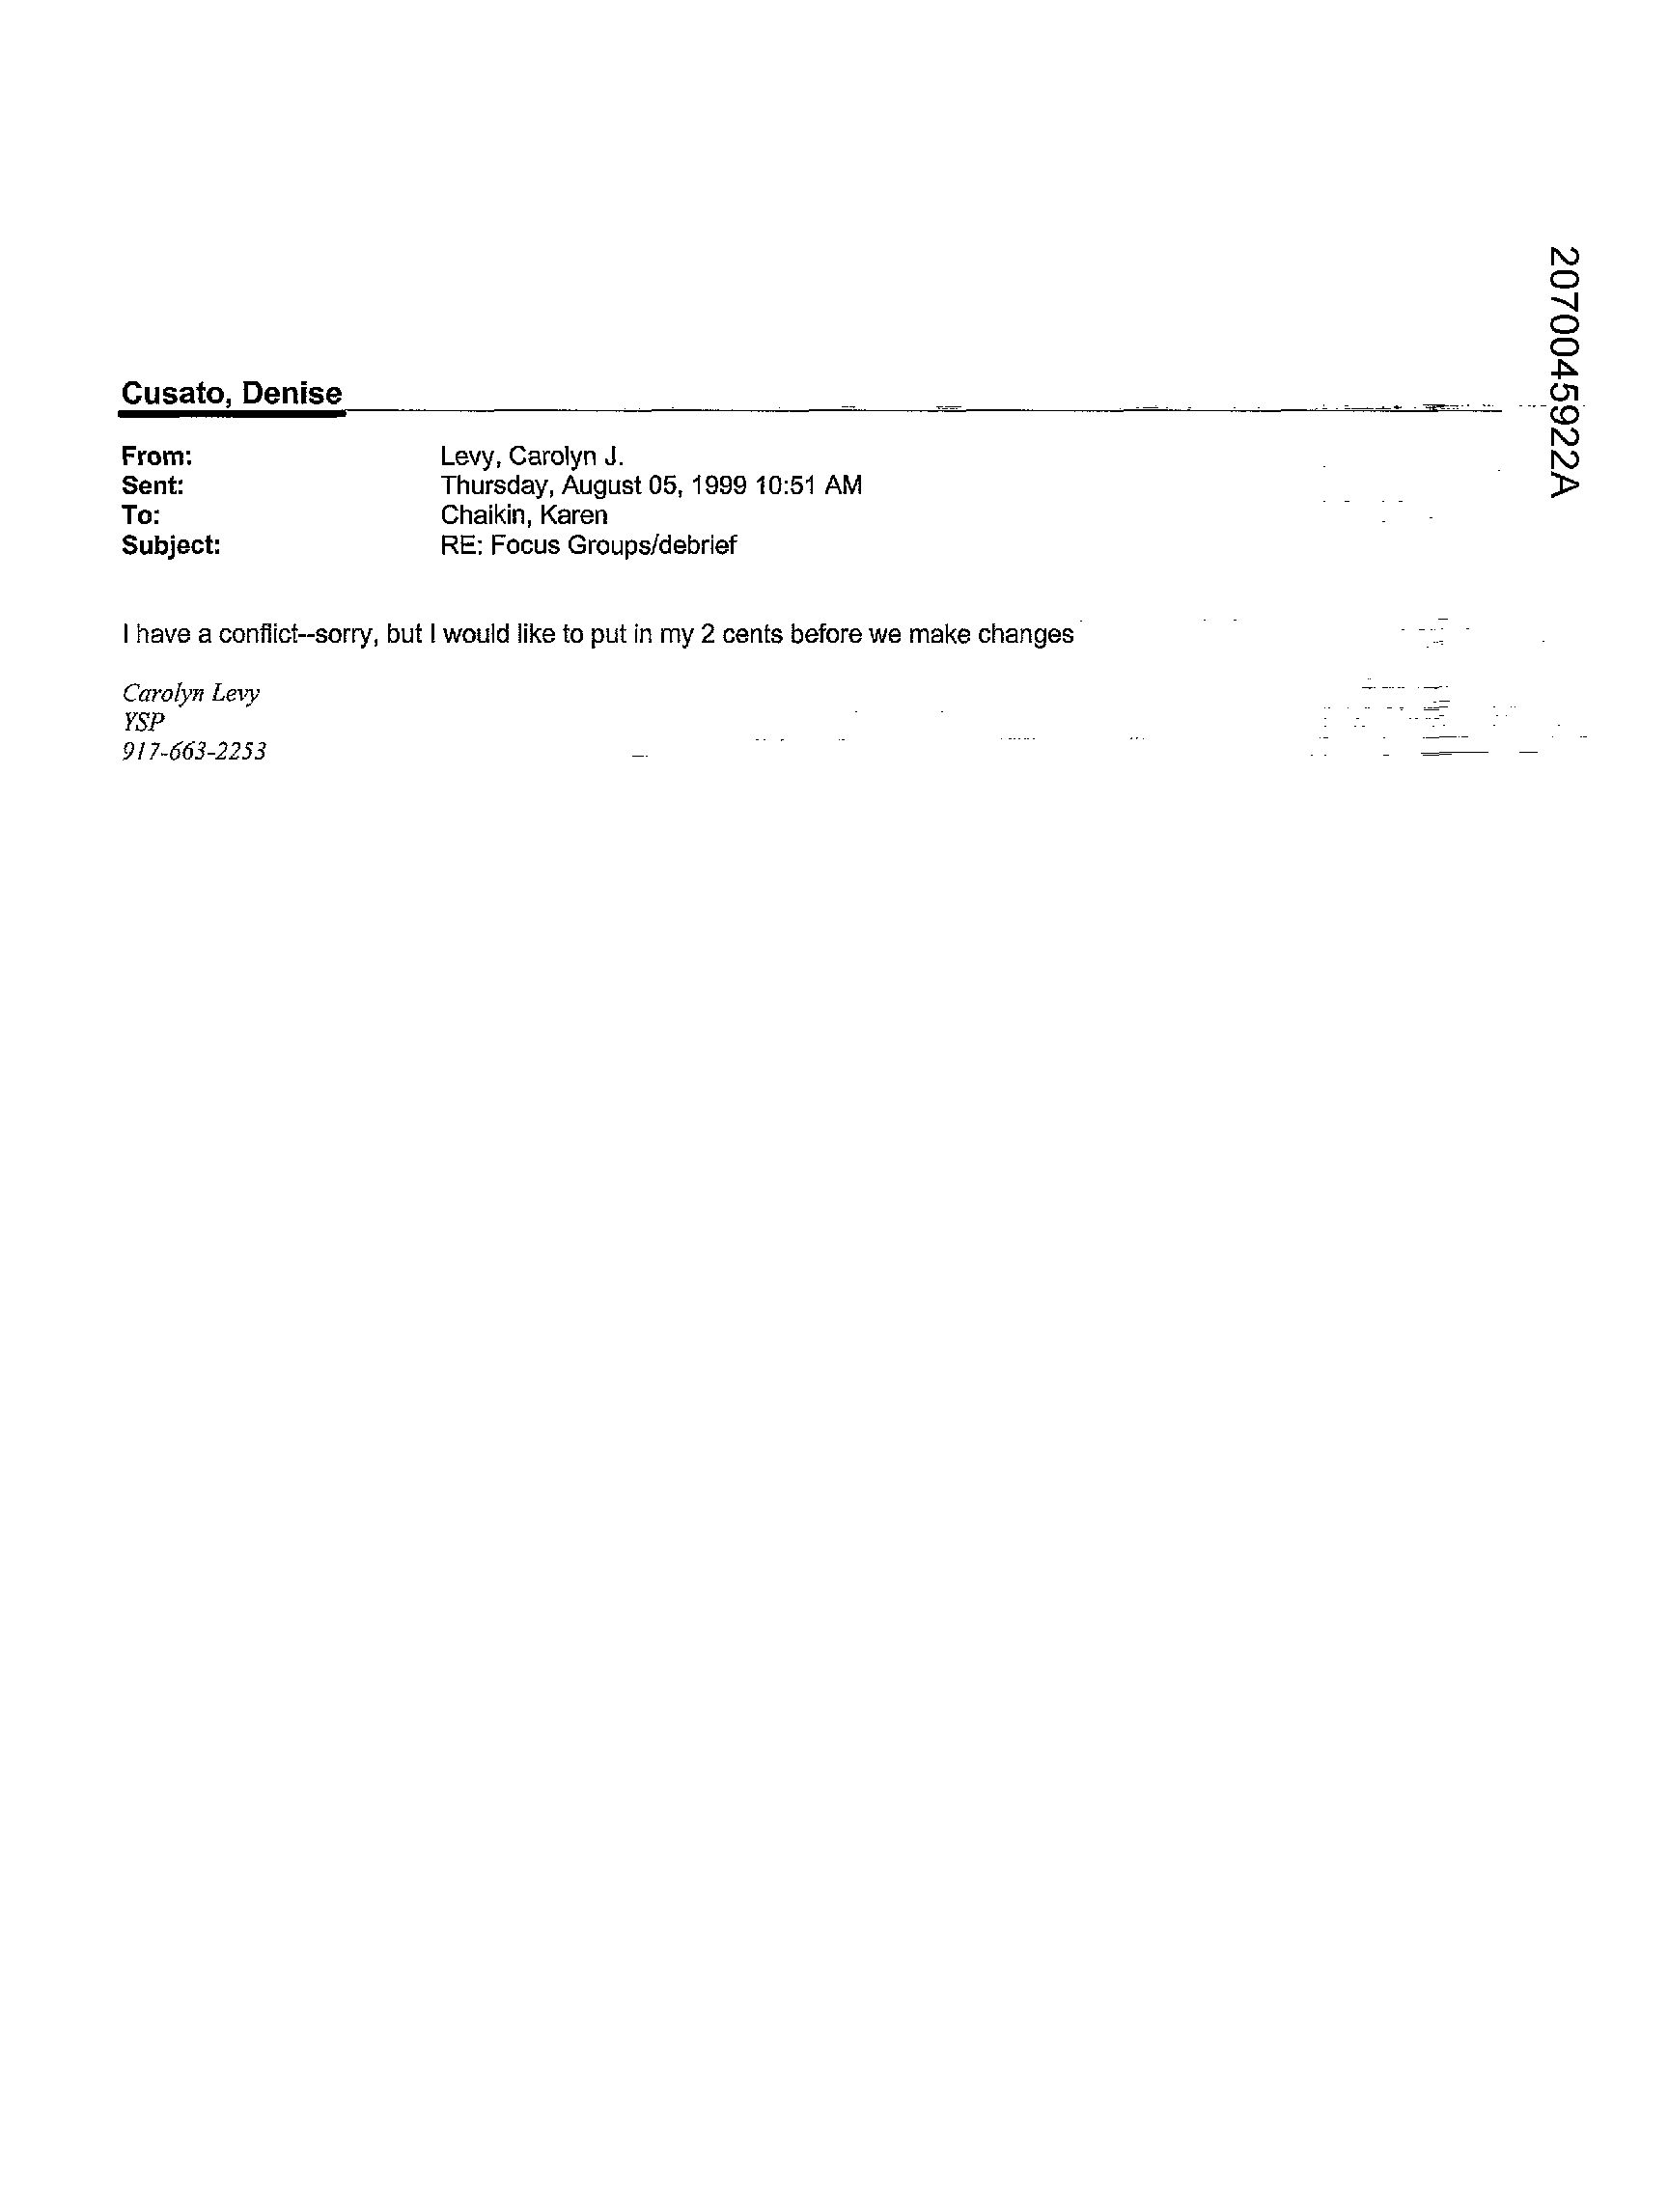 2070045922A
Cusato, Denise
From: Levy, Carolyn J.
Sent: Thursday, August 05, 1999 10:51 AM
To: Chaikin, Karen
Subject: RE: Focus Groups/debrief
I have a conflict--sorry, but I would like to put in my 2 cents before we make changes
Carolyn Levy
YSP
917-663-2253